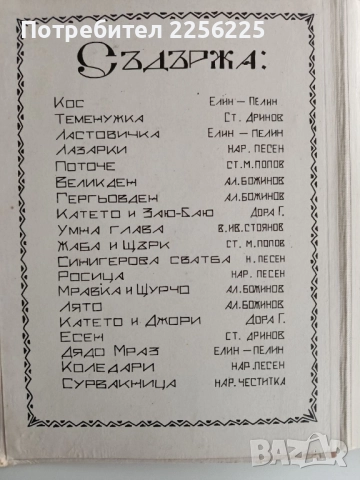 Потребител 2256225
Съдържа:
Кос Елин – Пелин
Теменужка Ст. Дринов
Ластовичка Елин – Пелин
Лазарки нар. песен
Поточе ст. м. попов
Великден ал. божинов
Гергьовден ал. божинов
Катето и Заю-Баю Дора Г.
Умна глава в. ив. стоянов
Жаба и Щърк ст. м. попов
Синигерова сватба н. песен
Росица нар. песен
Мравка и Щурчо ал. божинов
Лято ал. божинов
Катето и Джори Дора Г.
Есен ст. дринов
Дядо Мраз Елин – Пелин
Коледари нар. песен
Сурвакница нар. честитка
BAZAR